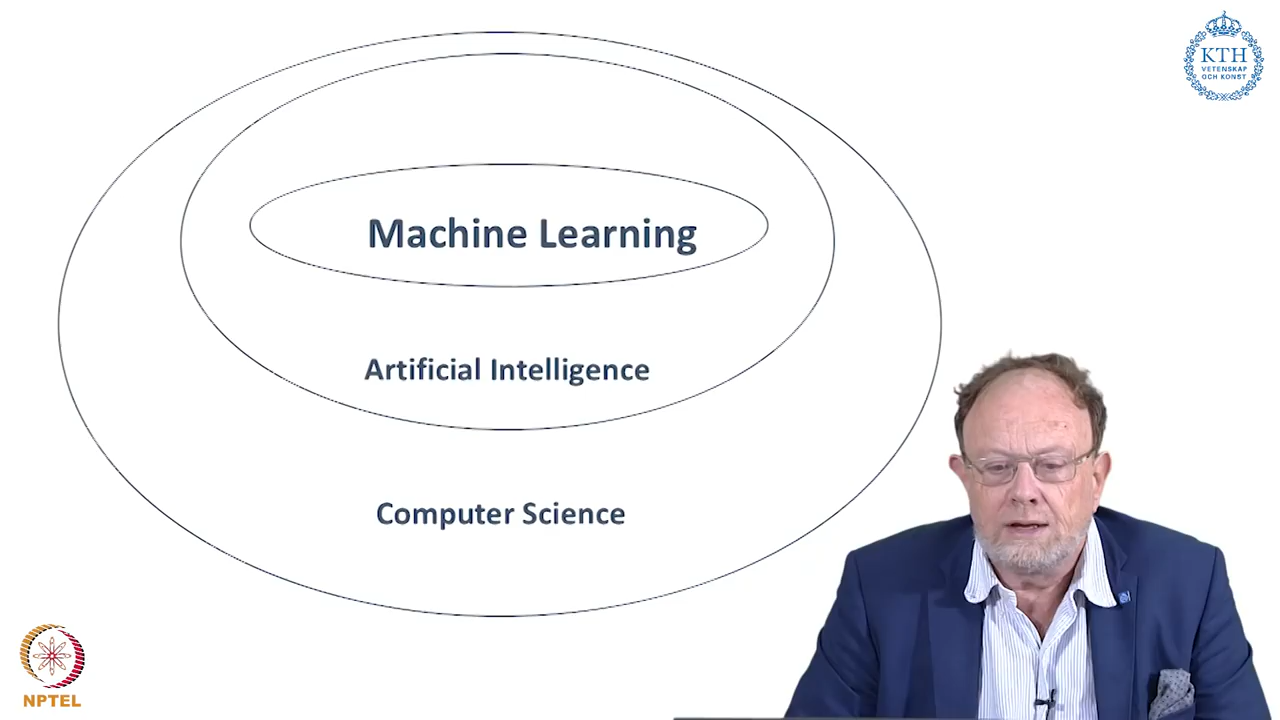 KTH
VETENSKAP
OCH KONST
Machine Learning
Artificial Intelligence
Computer Science
NPTEL